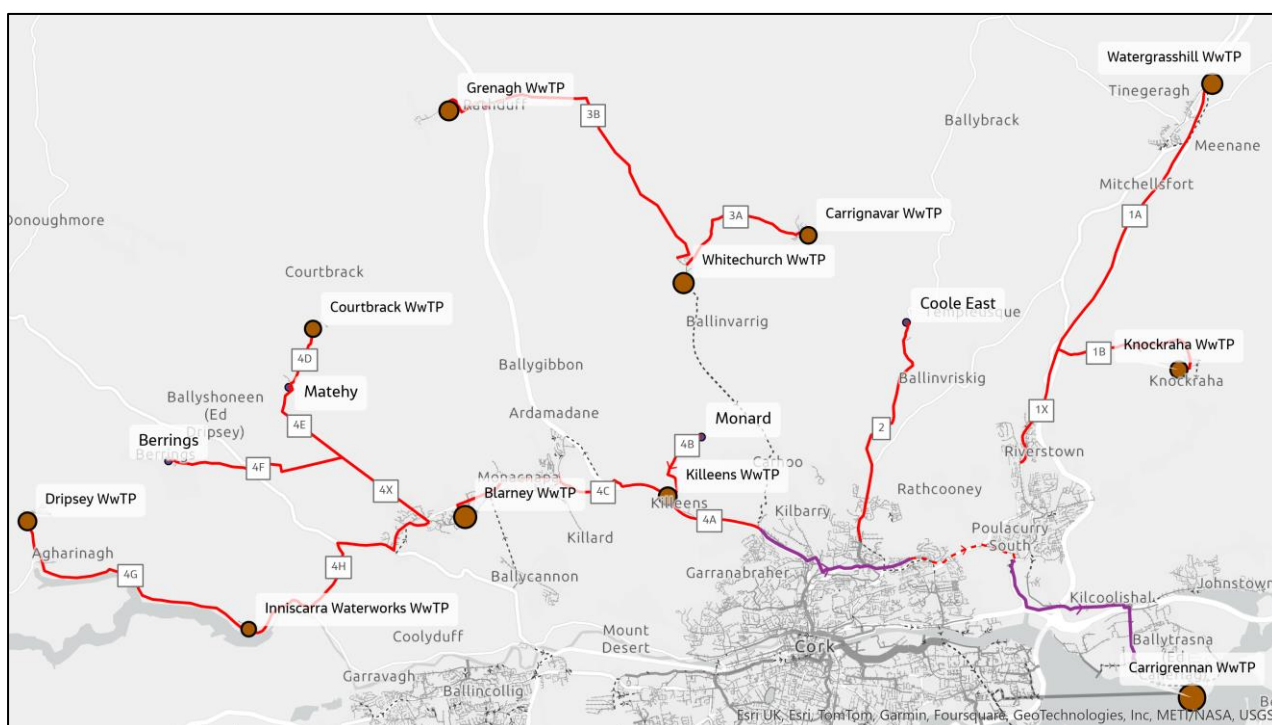 Watergrasshill WwTP
Tinegeragh
Grenagh WwTP
Rathduff
3B
Ballybrack
Meenane
Mitchellsfort
1A
3A
Carrignavar WwTP
Donoughmore
Whitechurch WwTP
Courtbrack
Courtbrack WwTP
Coole East
Templeusque
Ballinvarrig
4D
1B
Knockraha WwTP
Knockraha
Ballygibbon
Ballinvriskig
Matehy
Ballyshoneen
(Ed
Dripsey)
Ardamadane
4E
1X
Monard
2
Berrings
Berrings
4B
Riverstown
4F
Carhoo
Monacnapa
Killeens WwTP
4X
4C
Blarney WwTP
Killeens
Rathcooney
Dripsey WwTP
4A
Kilbarry
Poulacurry
South
Killard
Agharinagh
4G
4H
Ballycannon
Garranabraher
Johnstown
Kilcoolishal
Inniscarra Waterworks WwTP
Coolyduff
Mount
Desert
Cork
Ballytrasna
Garravagh
Ballincollig
Carrigrennan WwTP
Esri UK, Esri, TomTom, Garmin, Foursquare, GeoTechnologies, Inc, METI/NASA, USGS